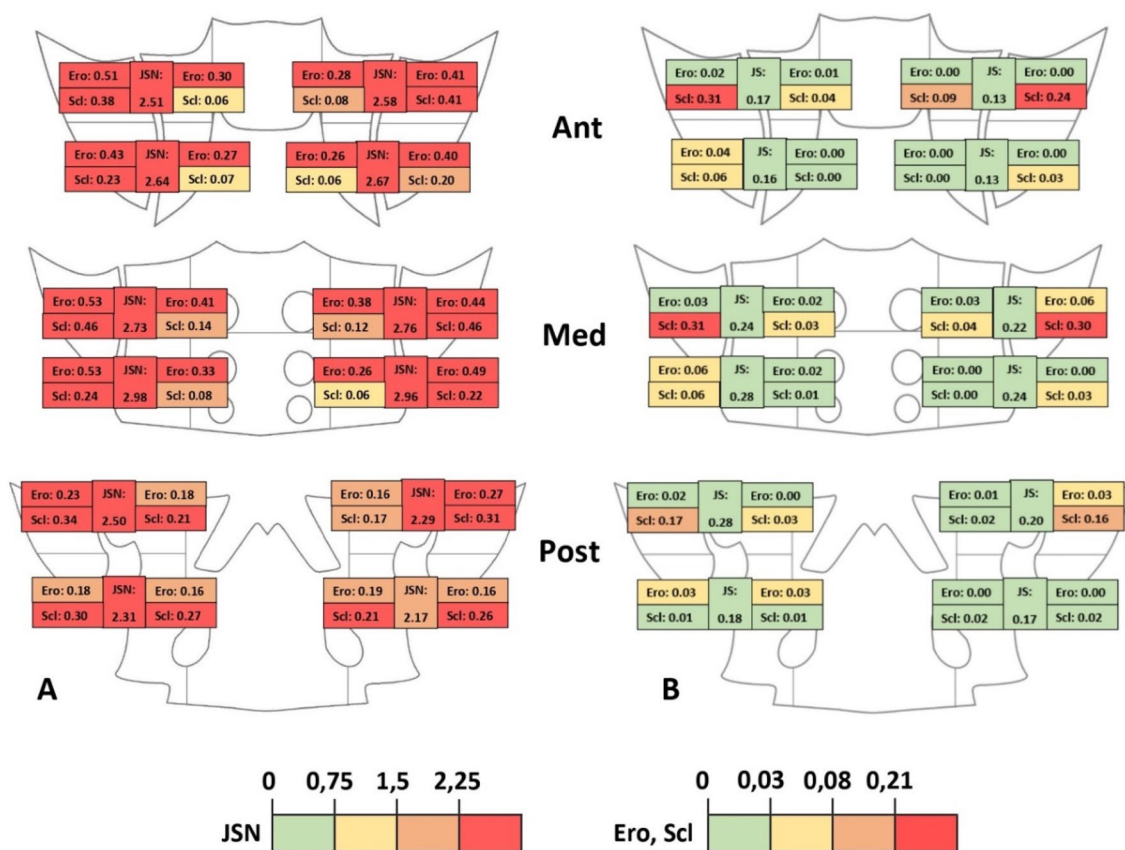 Ero: 0.51 JSN: Ero: 0.30 Ero: 0.28 JSN: Ero: 0.41
Scl: 0.38 2.51 Scl: 0.06 Scl: 0.08 2.58 Scl: 0.41
Ero: 0.43 JSN: Ero: 0.27 Ero: 0.26 JSN: Ero: 0.40
Scl: 0.23 2.64 Scl: 0.07 Scl: 0.06 2.67 Scl: 0.20
Ant
Ero: 0.02 JS: Ero: 0.01 Ero: 0.00 JS: Ero: 0.00
Scl: 0.31 0.17 Scl: 0.04 Scl: 0.09 0.13 Scl: 0.24
Ero: 0.04 JS: Ero: 0.00 Ero: 0.00 JS: Ero: 0.00
Scl: 0.06 0.16 Scl: 0.00 Scl: 0.00 0.13 Scl: 0.03
Ero: 0.53 JSN: Ero: 0.41 Ero: 0.38 JSN: Ero: 0.44
Scl: 0.46 2.73 Scl: 0.14 Scl: 0.12 2.76 Scl: 0.46
Ero: 0.53 JSN: Ero: 0.33 Ero: 0.26 JSN: Ero: 0.49
Scl: 0.24 2.98 Scl: 0.08 Scl: 0.06 2.96 Scl: 0.22
Med
Ero: 0.03 JS: Ero: 0.02 Ero: 0.03 JS: Ero: 0.06
Scl: 0.31 0.24 Scl: 0.03 Scl: 0.04 0.22 Scl: 0.30
Ero: 0.06 JS: Ero: 0.02 Ero: 0.00 JS: Ero: 0.00
Scl: 0.06 0.28 Scl: 0.01 Scl: 0.00 0.24 Scl: 0.03
Ero: 0.23 JSN: Ero: 0.18 Ero: 0.16 JSN: Ero: 0.27
Scl: 0.34 2.50 Scl: 0.21 Scl: 0.17 2.29 Scl: 0.31
Ero: 0.18 JSN: Ero: 0.16 Ero: 0.19 JSN: Ero: 0.16
Scl: 0.30 2.31 Scl: 0.27 Scl: 0.21 2.17 Scl: 0.26
Post
Ero: 0.02 JS: Ero: 0.00 Ero: 0.01 JS: Ero: 0.03
Scl: 0.17 0.28 Scl: 0.03 Scl: 0.02 0.20 Scl: 0.16
Ero: 0.03 JS: Ero: 0.03 Ero: 0.00 JS: Ero: 0.00
Scl: 0.01 0.18 Scl: 0.01 Scl: 0.02 0.17 Scl: 0.02
A
B
0 0,75 1,5 2,25
JSN
0 0,03 0,08 0,21
Ero, Scl